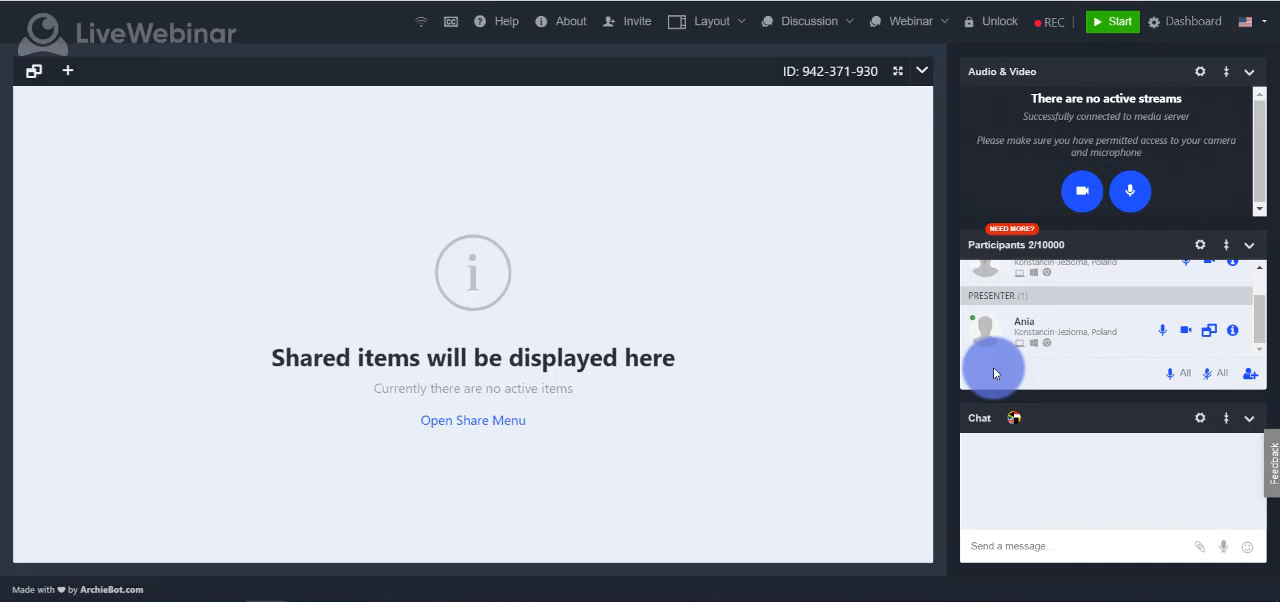 LiveWebinar
Help
About
Invite
Layout
Discussion
Webinar
Unlock
REC
Start
Dashboard
ID: 942-371-930
Shared items will be displayed here
Currently there are no active items
Open Share Menu
Audio & Video
There are no active streams
Successfully connected to media server
Please make sure you have permitted access to your camera
and microphone
NEED MORE?
Participants 2/10000
Konstancin-Jeziorna, Poland
PRESENTER (1)
Ania
Konstancin-Jeziorna, Poland
All
All
Chat
Send a message...
Feedback
Made with ❤ by ArchieBot.com